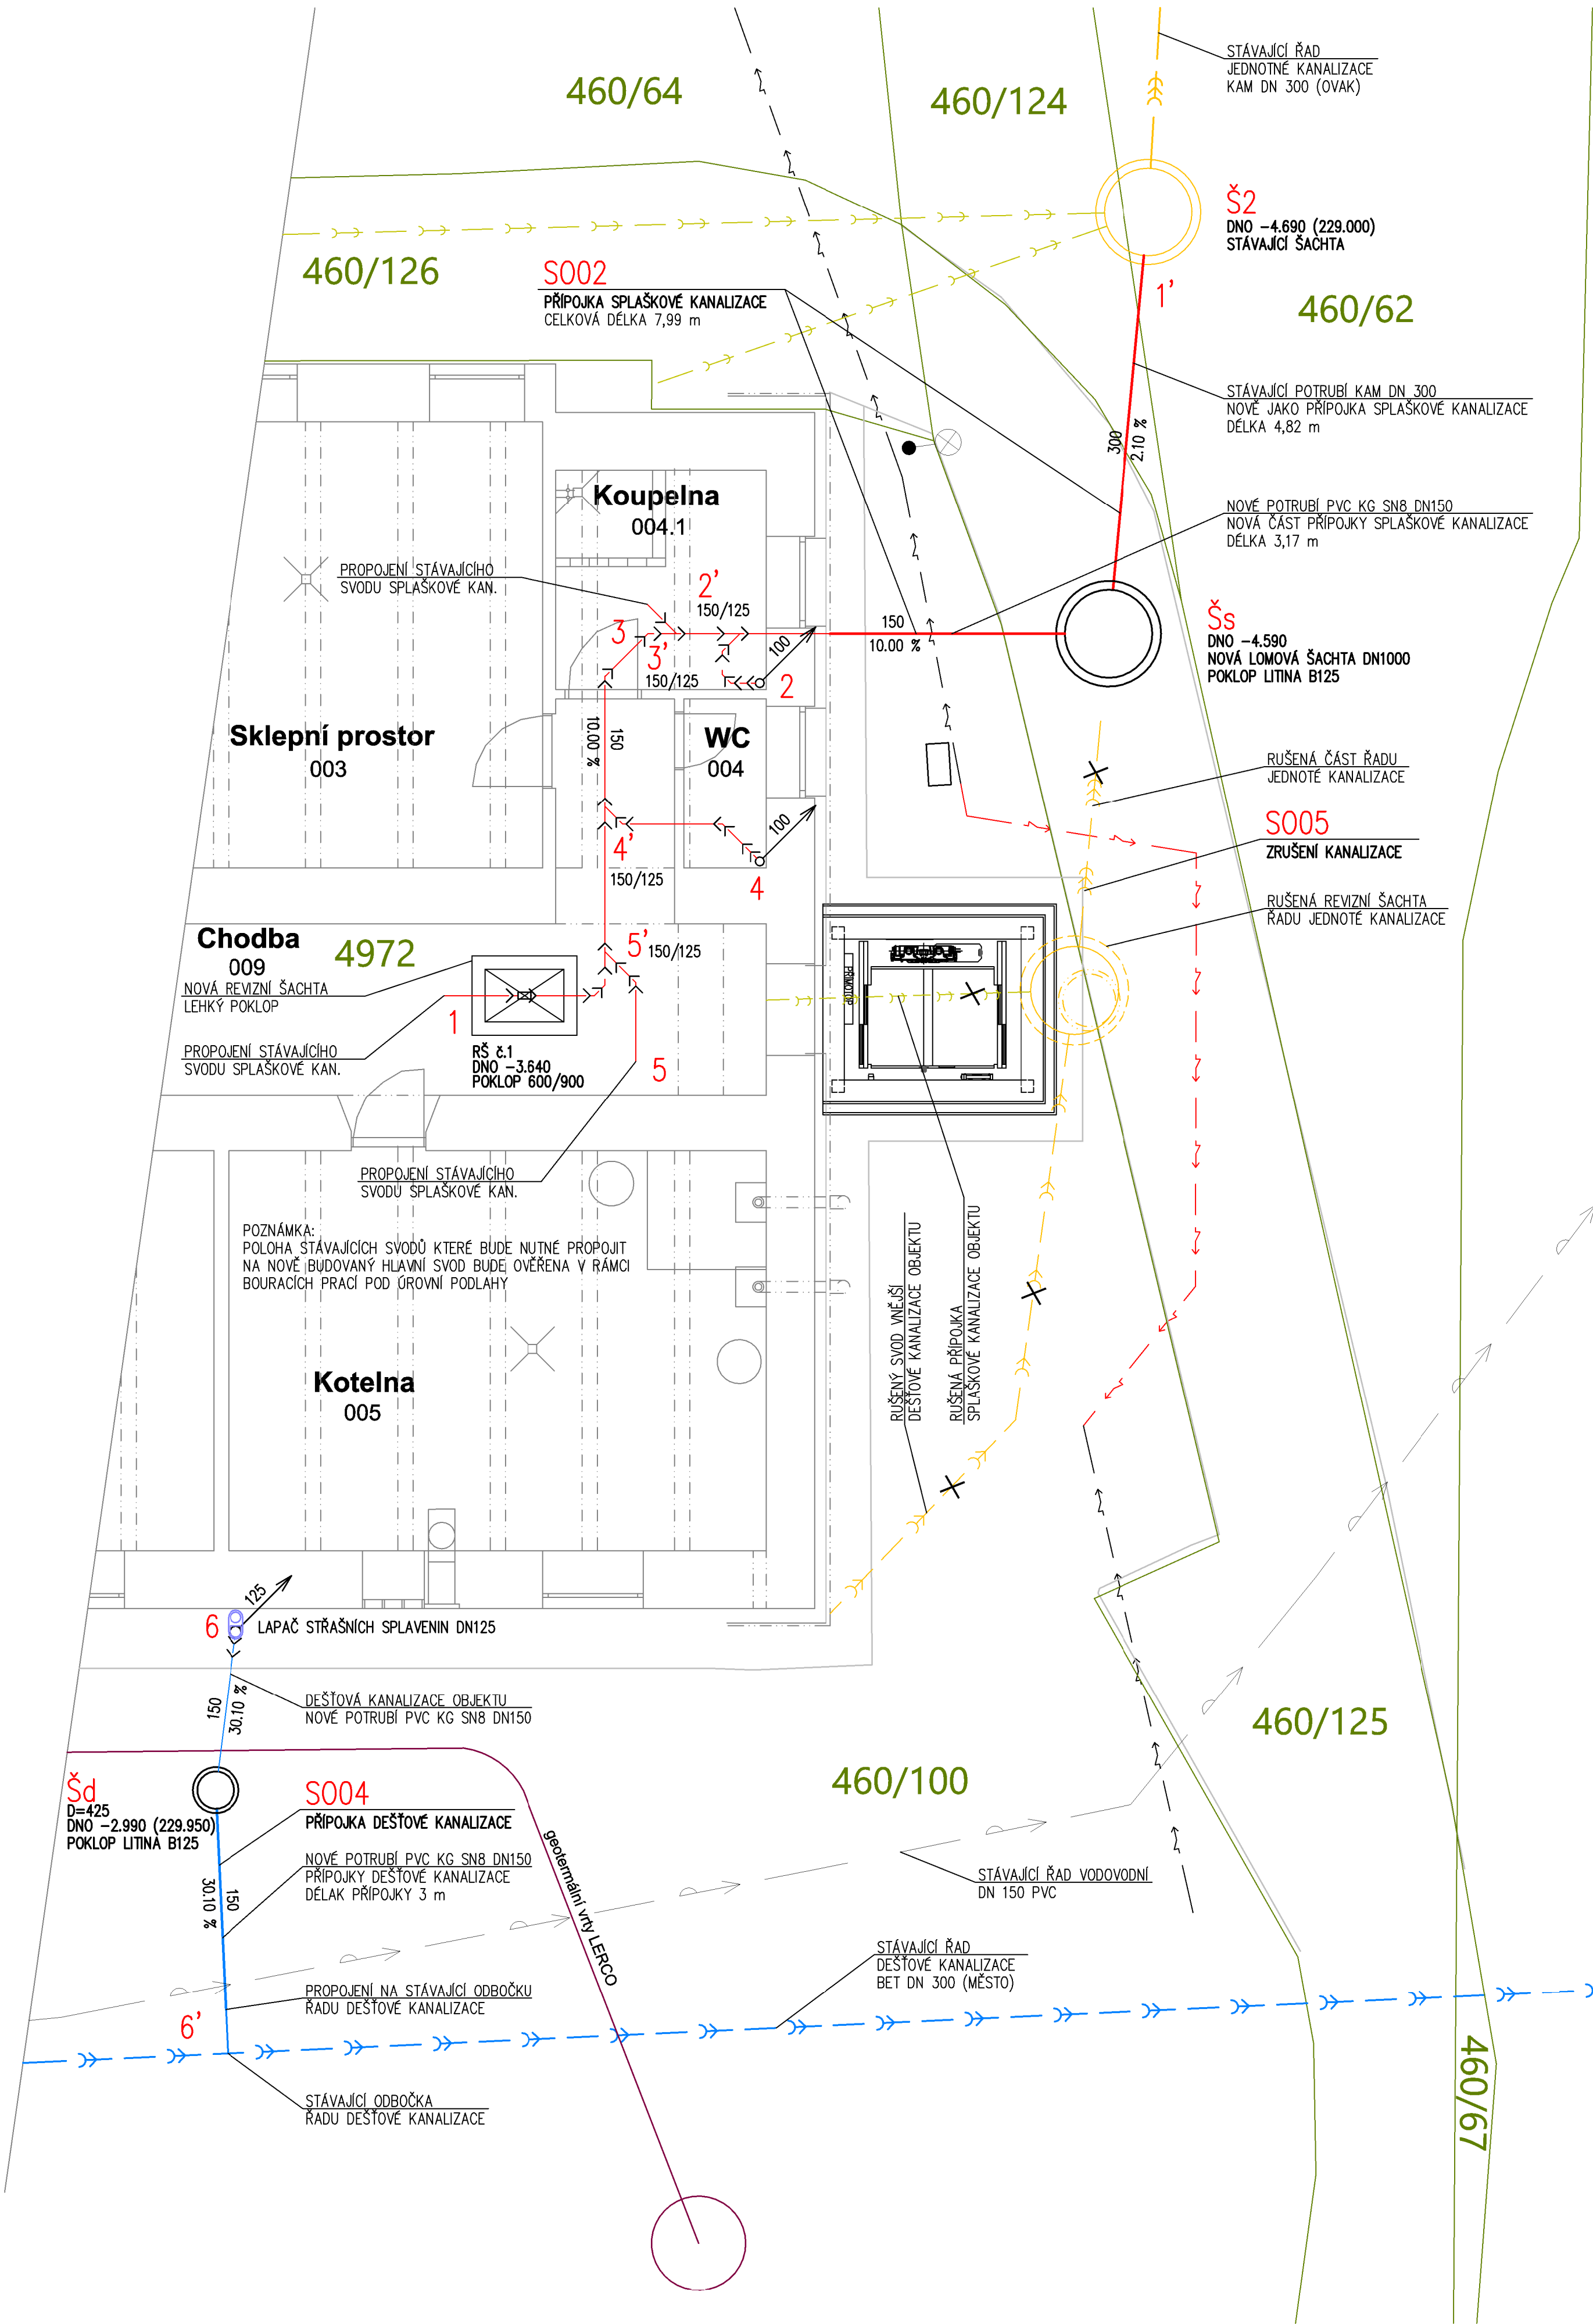 STÁVAJÍCÍ ŘAD
JEDNOTNÉ KANALIZACE
KAM DN 300 (OVAK)
460/64
460/124
Š2
DNO −4.690 (229.000)
STÁVAJÍCÍ ŠACHTA
460/126
SO02
PŘÍPOJKA SPLAŠKOVÉ KANALIZACE
CELKOVÁ DÉLKA 7,99 m
1'
460/62
STÁVAJÍCÍ POTRUBÍ KAM DN 300
NOVĚ JAKO PŘÍPOJKA SPLAŠKOVÉ KANALIZACE
DÉLKA 4,82 m
300
2.10 %
Koupelna
004.1
NOVÉ POTRUBÍ PVC KG SN8 DN150
NOVÁ ČÁST PŘÍPOJKY SPLAŠKOVÉ KANALIZACE
DÉLKA 3,17 m
PROPOJENÍ STÁVAJÍCÍHO
SVODU SPLAŠKOVÉ KAN.
2'
150/125
3
3'
150/125
100
2
150
10.00 %
Šs
DNO −4.590
NOVÁ LOMOVÁ ŠACHTA DN1000
POKLOP LITINA B125
Sklepní prostor
003
10.00 %
150
WC
004
RUŠENÁ ČÁST ŘADU
JEDNOTÉ KANALIZACE
SO05
ZRUŠENÍ KANALIZACE
100
4'
150/125
4
RUŠENÁ REVIZNÍ ŠACHTA
ŘADU JEDNOTÉ KANALIZACE
Chodba
009
4972
5'
150/125
NOVÁ REVIZNÍ ŠACHTA
LEHKÝ POKLOP
PŘÍMOTOP
1
PROPOJENÍ STÁVAJÍCÍHO
SVODU SPLAŠKOVÉ KAN.
RŠ č.1
DNO −3.640
POKLOP 600/900
5
PROPOJENÍ STÁVAJÍCÍHO
SVODU SPLAŠKOVÉ KAN.
POZNÁMKA:
POLOHA STÁVAJÍCÍCH SVODŮ KTERÉ BUDE NUTNÉ PROPOJIT
NA NOVĚ BUDOVANÝ HLAVNÍ SVOD BUDE OVĚŘENA V RÁMCI
BOURACÍCH PRACÍ POD ÚROVNÍ PODLAHY
RUŠENÝ SVOD VNĚJŠÍ
DEŠŤOVÉ KANALIZACE OBJEKTU
RUŠENÁ PŘÍPOJKA
SPLAŠKOVÉ KANALIZACE OBJEKTU
Kotelna
005
125
6
LAPAČ STŘAŠNÍCH SPLAVENIN DN125
150
30.10 %
DEŠŤOVÁ KANALIZACE OBJEKTU
NOVÉ POTRUBÍ PVC KG SN8 DN150
460/125
460/100
Šd
D=425
DNO −2.990 (229.950)
POKLOP LITINA B125
SO04
PŘÍPOJKA DEŠŤOVÉ KANALIZACE
NOVÉ POTRUBÍ PVC KG SN8 DN150
PŘÍPOJKY DEŠŤOVÉ KANALIZACE
DÉLAK PŘÍPOJKY 3 m
30.10 %
150
geotermální vrty LERCO
STÁVAJÍCÍ ŘAD VODOVODNÍ
DN 150 PVC
STÁVAJÍCÍ ŘAD
DEŠŤOVÉ KANALIZACE
BET DN 300 (MĚSTO)
PROPOJENÍ NA STÁVAJÍCÍ ODBOČKU
ŘADU DEŠŤOVÉ KANALIZACE
6'
STÁVAJÍCÍ ODBOČKA
ŘADU DEŠŤOVÉ KANALIZACE
460/67